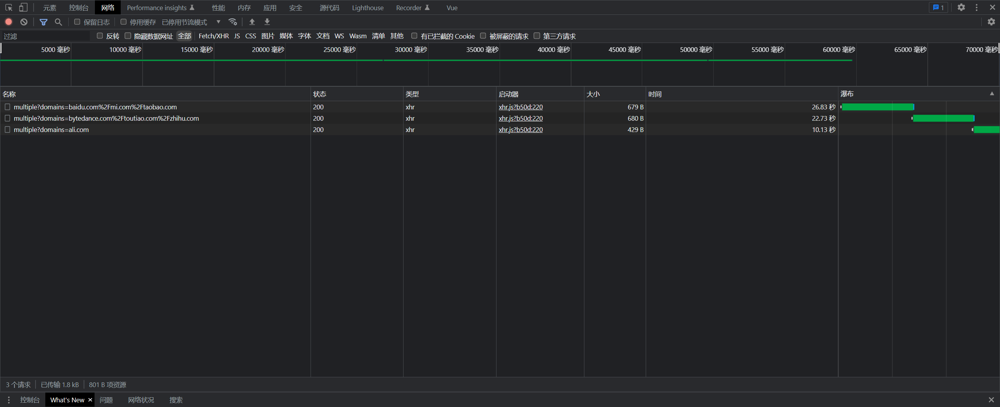 元素 控制台 网络 Performance insights 性能 内存 应用 安全 源代码 Lighthouse Recorder Vue 1
保留日志 停用缓存 已停用节流模式
过滤 反转 隐藏数据网址 全部 Fetch/XHR JS CSS 图片 媒体 字体 文档 WS Wasm 清单 其他 有已拦截的 Cookie 被屏蔽的请求 第三方请求
5000 毫秒 10000 毫秒 15000 毫秒 20000 毫秒 25000 毫秒 30000 毫秒 35000 毫秒 40000 毫秒 45000 毫秒 50000 毫秒 55000 毫秒 60000 毫秒 65000 毫秒 70000 毫秒
名称 状态 类型 启动器 大小 时间 瀑布
multiple?domains=baidu.com%2Fmi.com%2Ftaobao.com 200 xhr xhr.js?b50d:220 679 B 26.83 秒
multiple?domains=bytedance.com%2Ftoutiao.com%2Fzhihu.com 200 xhr xhr.js?b50d:220 680 B 22.73 秒
multiple?domains=ali.com 200 xhr xhr.js?b50d:220 429 B 10.13 秒
3 个请求 已传输 1.8 kB 801 B 项资源
控制台 What's New 问题 网络状况 搜索